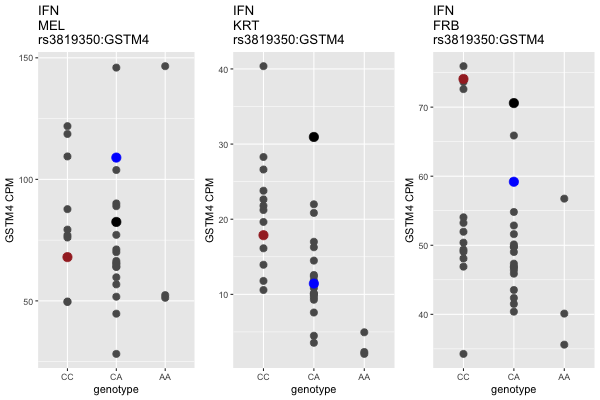 IFN
MEL
rs3819350:GSTM4
150
100
50
GSTM4 CPM
CC CA AA
genotype
IFN
KRT
rs3819350:GSTM4
40
30
20
10
GSTM4 CPM
CC CA AA
genotype
IFN
FRB
rs3819350:GSTM4
70
60
50
40
GSTM4 CPM
CC CA AA
genotype